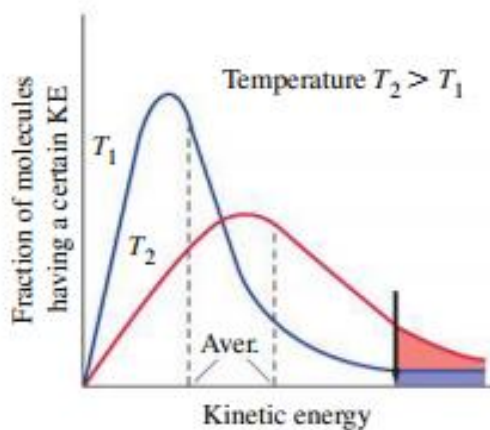 Fraction of molecules
having a certain KE
Temperature T₂ > T₁
T₁
T₂
Aver.
Kinetic energy